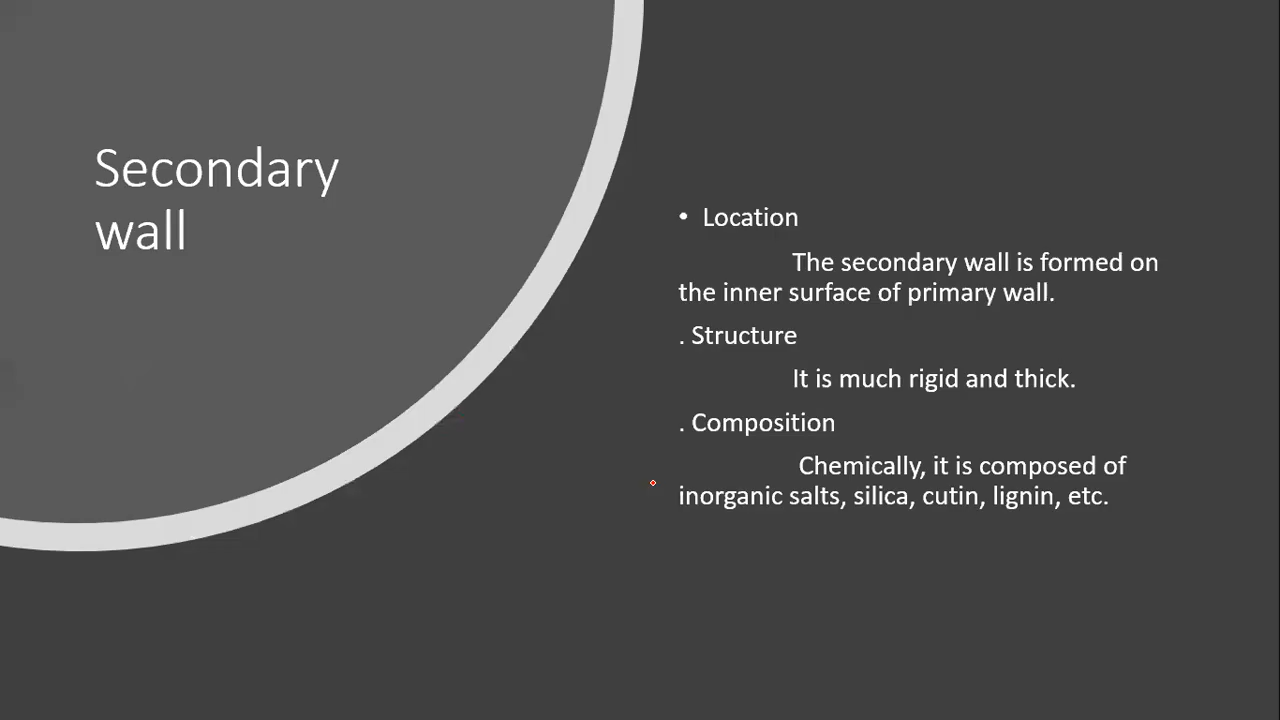 Secondary
wall
• Location
The secondary wall is formed on
the inner surface of primary wall.
. Structure
It is much rigid and thick.
. Composition
Chemically, it is composed of
inorganic salts, silica, cutin, lignin, etc.